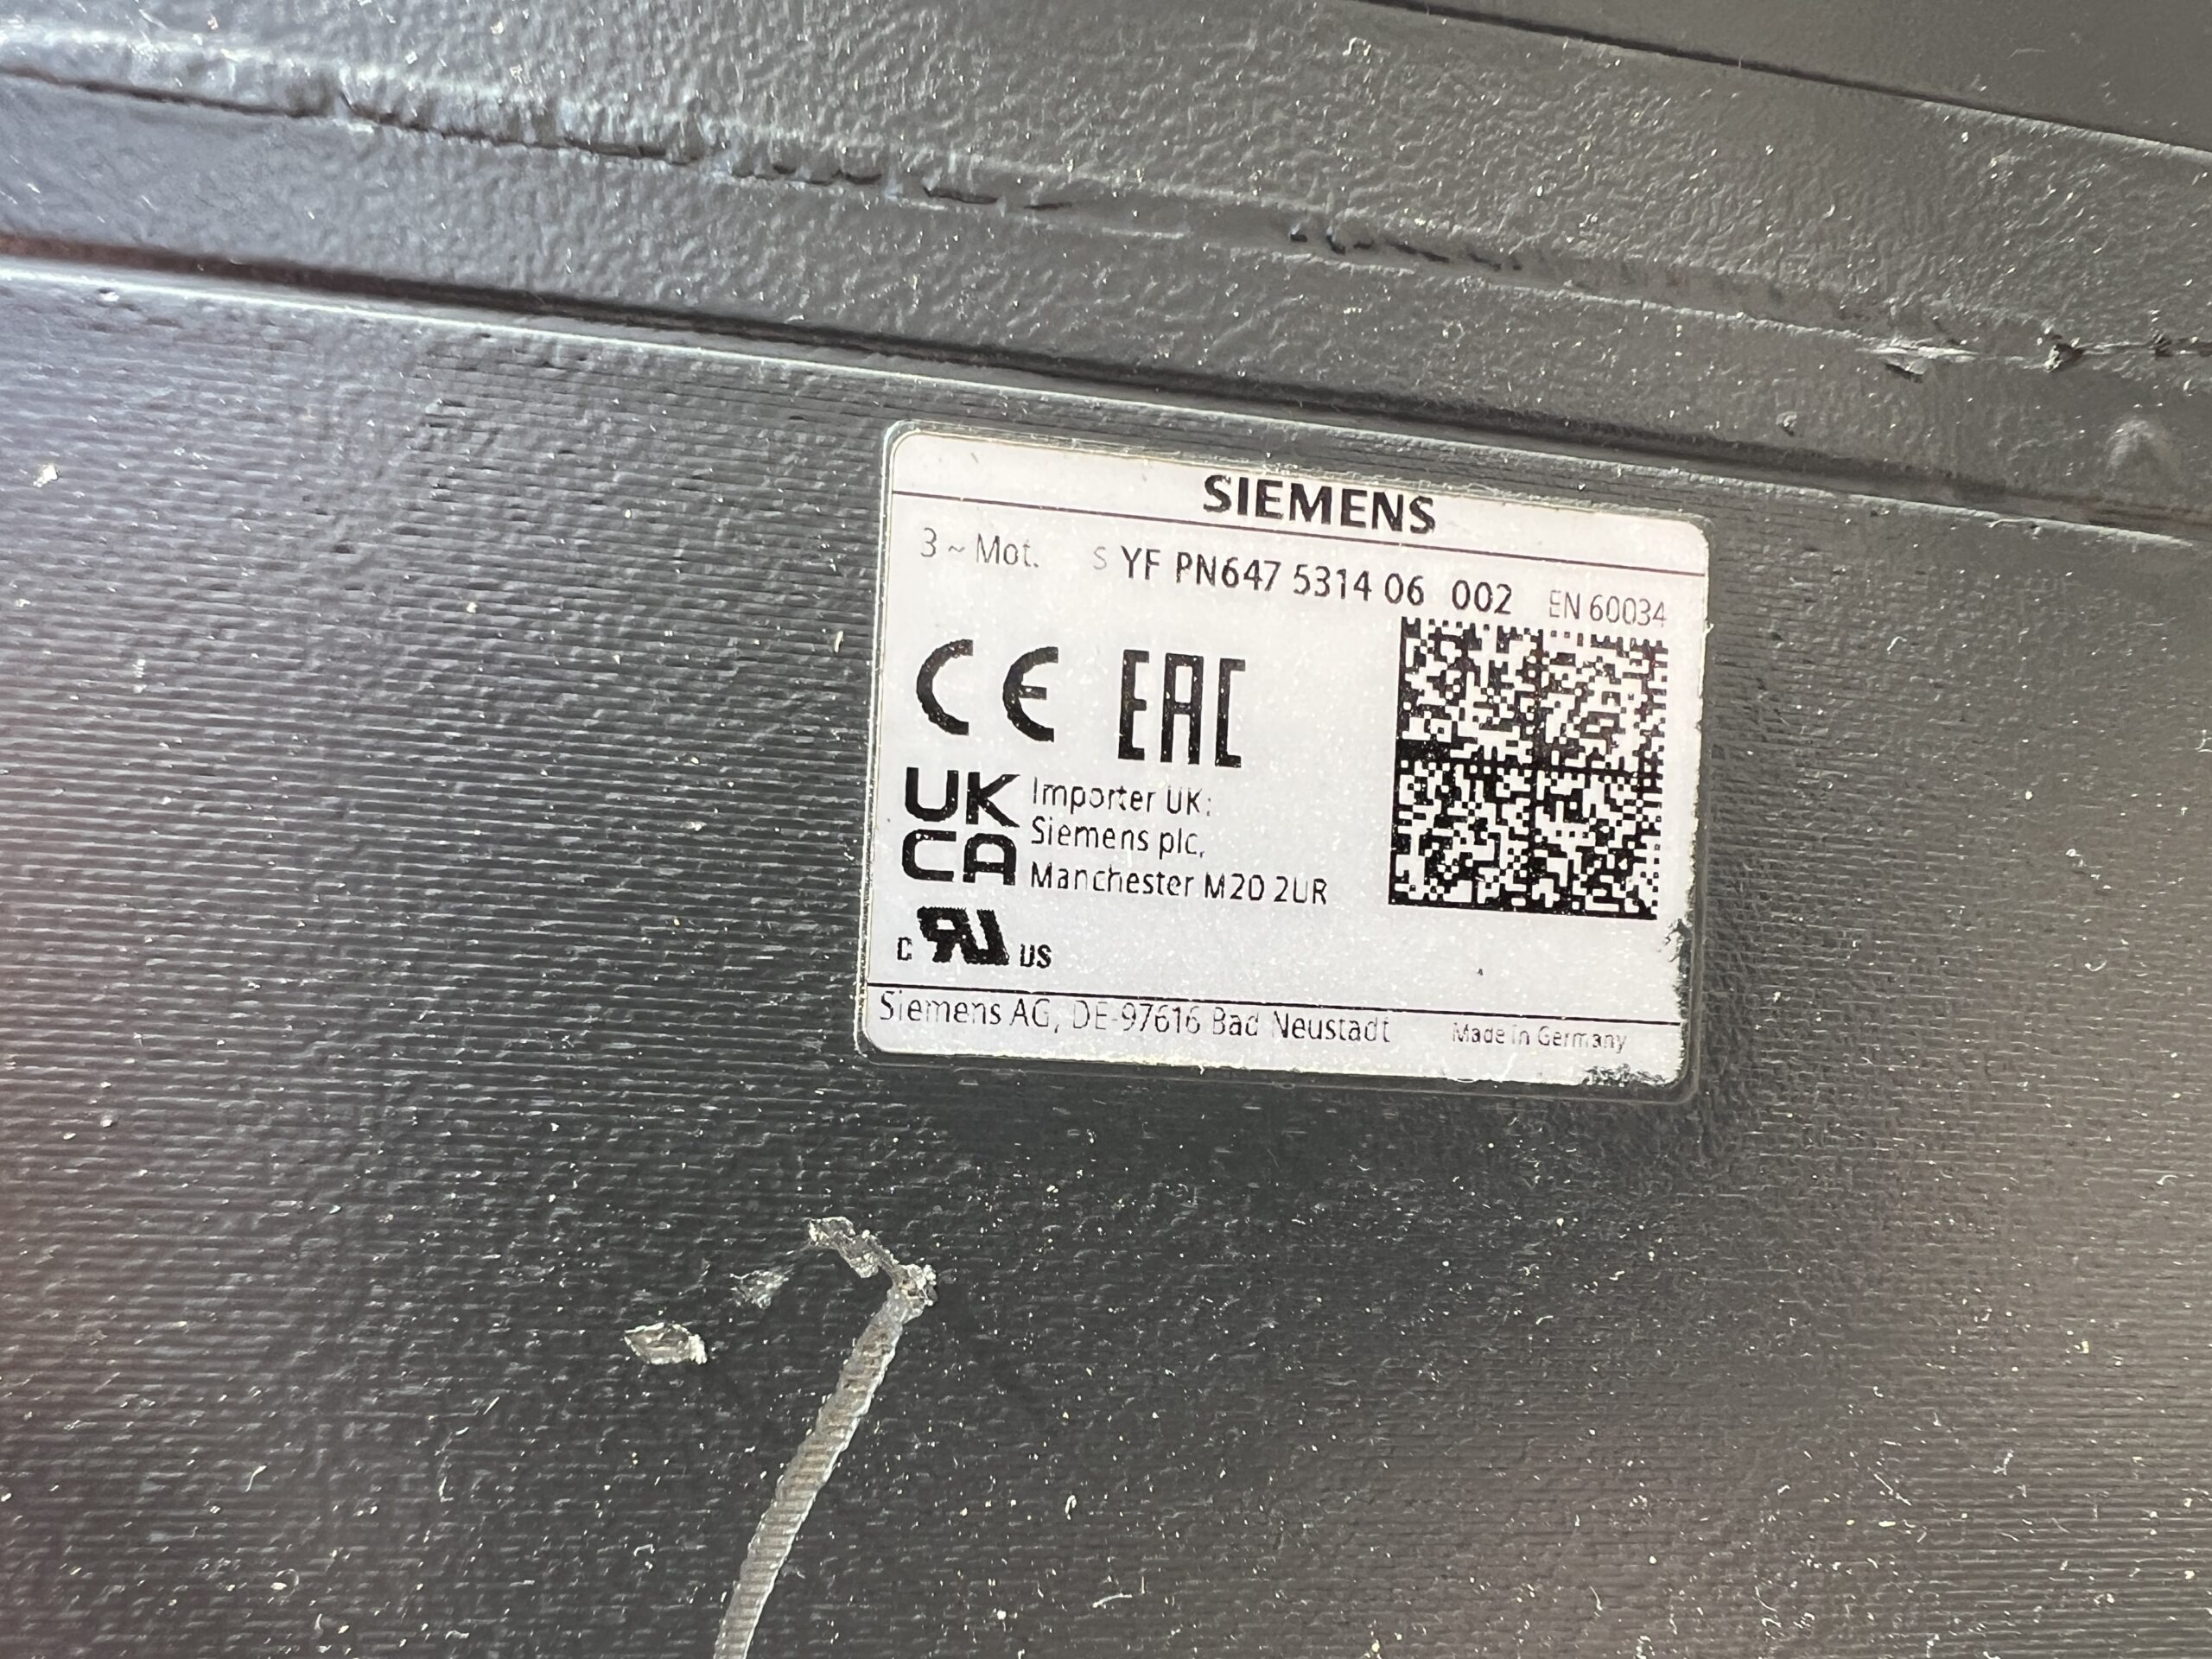 SIEMENS
3 ~ Mot. S YF PN647 5314 06 002 EN 60034
CE EAC
UK
CA
Importer UK:
Siemens plc,
Manchester M20 2UR
C RU US
Siemens AG, DE-97616 Bad Neustadt Made in Germany